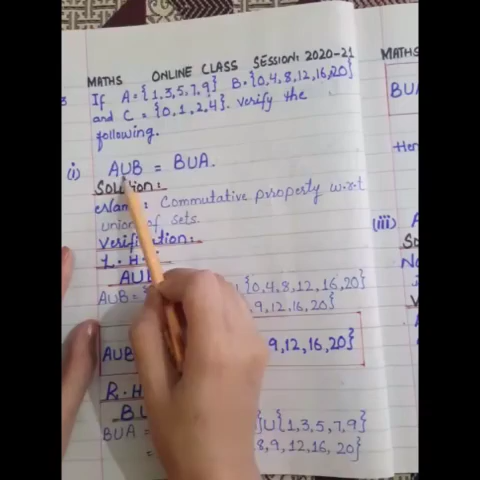 MATHS ONLINE CLASS SESSION: 2020-21
If A = {1,3,5,7,9} B = {0,4,8,12,16,20}
and C = {0,1,2,4}. verify the
following.
(i) AUB = BUA.
Solution:
Name: Commutative property w.r.t
union of sets.
Verification:
L.H.
AU
AUB = {0,4,8,12,16,20}
9,12,16,20}
AUB 9,12,16,20}
R.H
BU
BUA = }U{1,3,5,7,9}
= 8,9,12,16,20}
MATHS
BUA
Her
(iii)